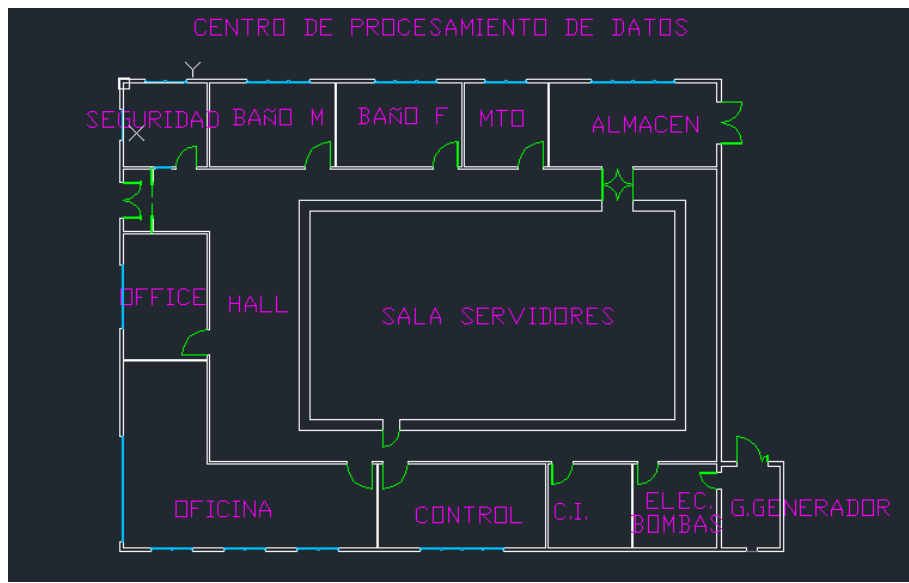 CENTRO DE PROCESAMIENTO DE DATOS
Y
SEGURIDAD
BAÑO M
BAÑO F
MTO
ALMACEN
X
OFFICE
HALL
SALA SERVIDORES
OFICINA
CONTROL
C.I.
ELEC.
BOMBAS
G.GENERADOR